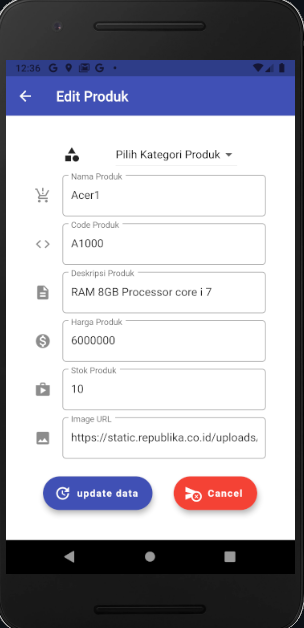 12:36 G G
Edit Produk
Pilih Kategori Produk
Nama Produk
Acer1
Code Produk
A1000
Deskripsi Produk
RAM 8GB Processor core i 7
Harga Produk
6000000
Stok Produk
10
Image URL
https://static.republika.co.id/uploads/
update data
Cancel